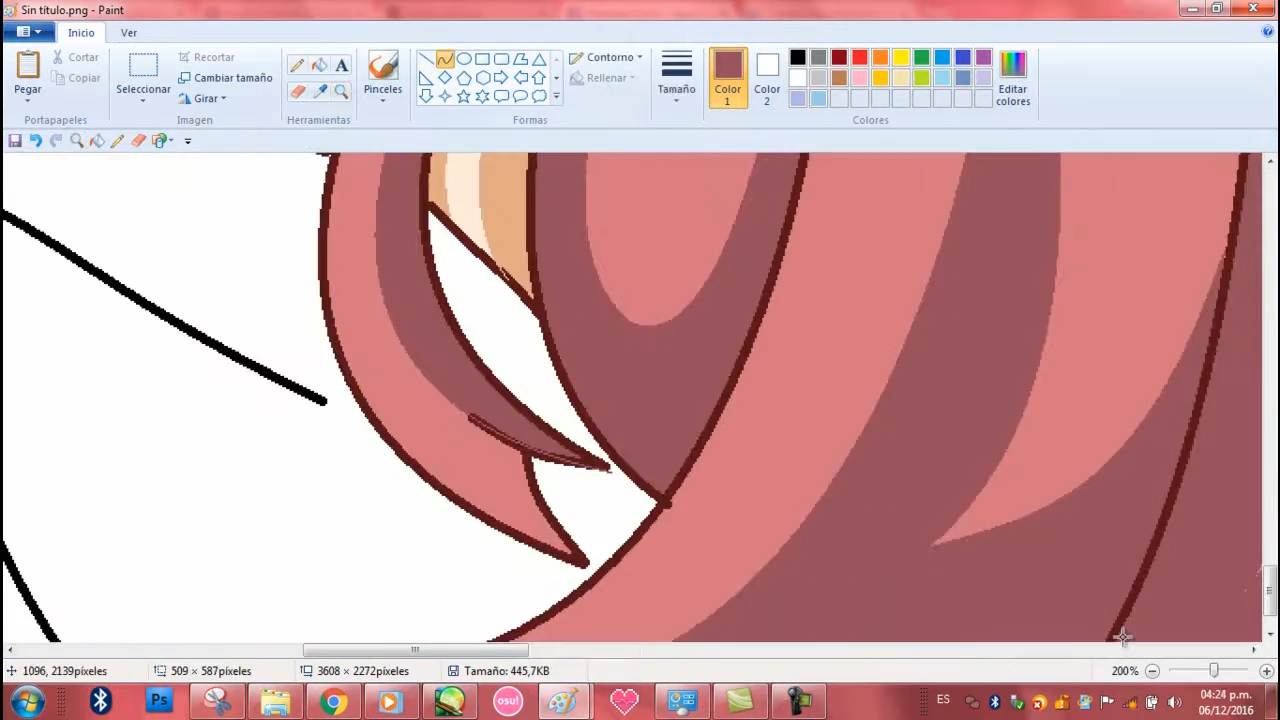 Sin título.png - Paint
Inicio
Ver
Pegar
Cortar
Copiar
Portapapeles
Seleccionar
Recortar
Cambiar tamaño
Girar
Imagen
A
Herramientas
Pinceles
Contorno
Rellenar
Formas
Tamaño
Color
1
Color
2
Editar
colores
Colores
1096, 2139píxeles
509 × 587píxeles
3608 × 2272píxeles
Tamaño: 445,7KB
200%
Ps
osu!
ES
04:24 p.m.
06/12/2016